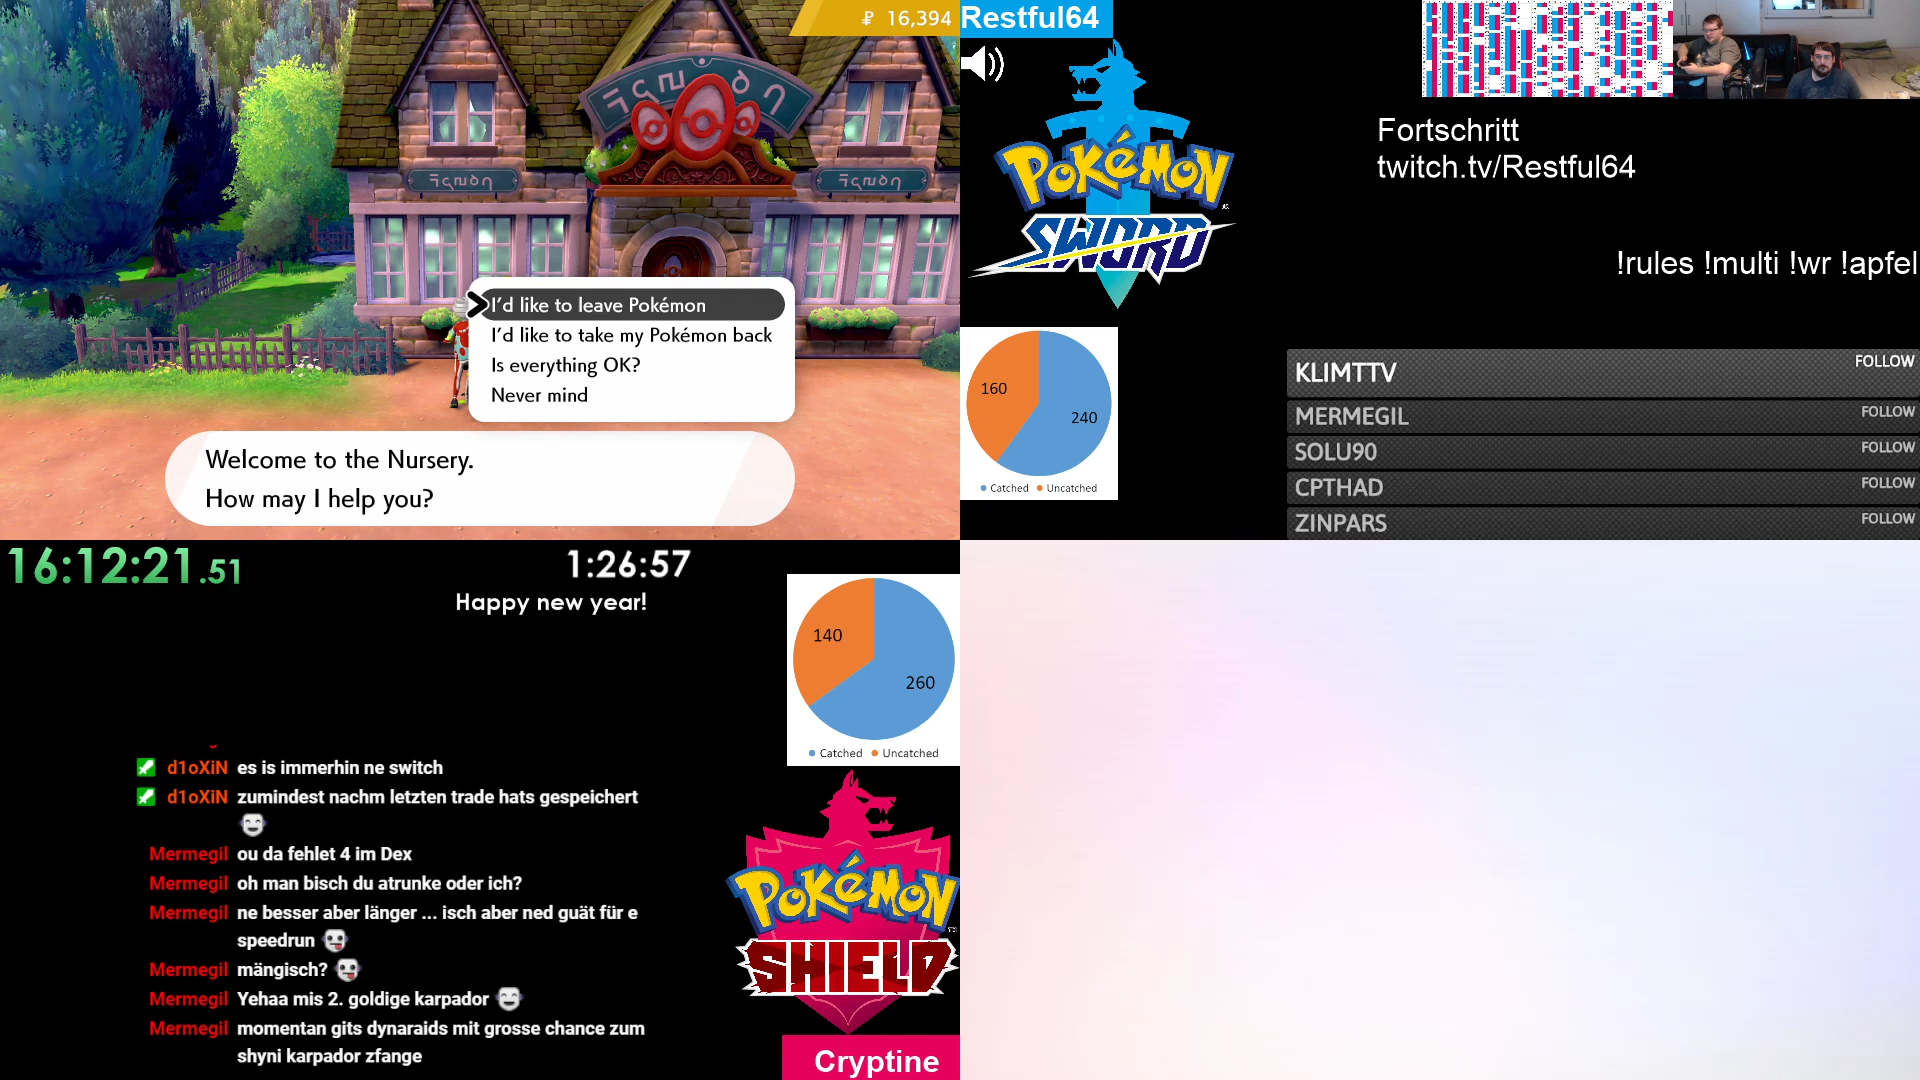 ₽ 16,394
I'd like to leave Pokémon
I'd like to take my Pokémon back
Is everything OK?
Never mind
Welcome to the Nursery.
How may I help you?
Restful64
POKÉMON
SWORD
Fortschritt
twitch.tv/Restful64
!rules !multi !wr !apfel
160
240
Catched Uncatched
KLIMTTV FOLLOW
MERMEGIL FOLLOW
SOLU90 FOLLOW
CPTHAD FOLLOW
ZINPARS FOLLOW
16:12:21.51
1:26:57
Happy new year!
140
260
Catched Uncatched
d1oXiN es is immerhin ne switch
d1oXiN zumindest nachm letzten trade hats gespeichert
Mermegil ou da fehlet 4 im Dex
Mermegil oh man bisch du atrunke oder ich?
Mermegil ne besser aber länger ... isch aber ned guät für e
speedrun
Mermegil mängisch?
Mermegil Yehaa mis 2. goldige karpador
Mermegil momentan gits dynaraids mit grosse chance zum
shyni karpador zfange
POKÉMON
SHIELD
Cryptine